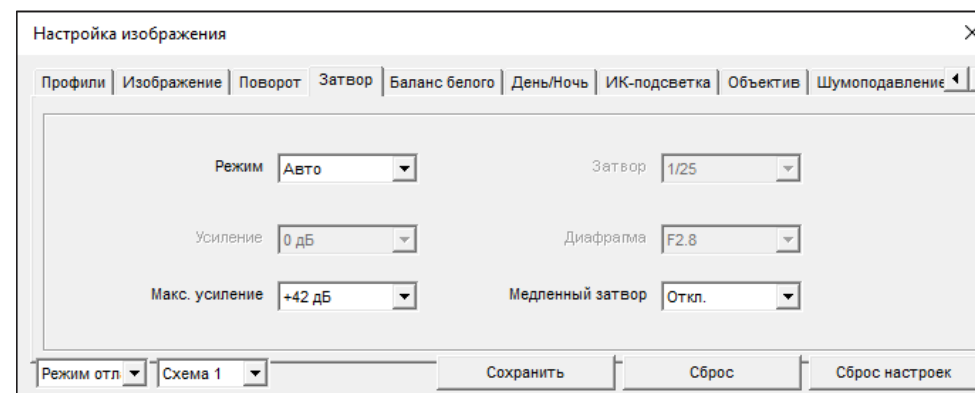 Настройка изображения
Профили Изображение Поворот Затвор Баланс белого День/Ночь ИК-подсветка Объектив Шумоподавление
Режим Авто Затвор 1/25
Усиление 0 дБ Диафрагма F2.8
Макс. усиление +42 дБ Медленный затвор Откл.
Режим отл Схема 1 Сохранить Сброс Сброс настроек